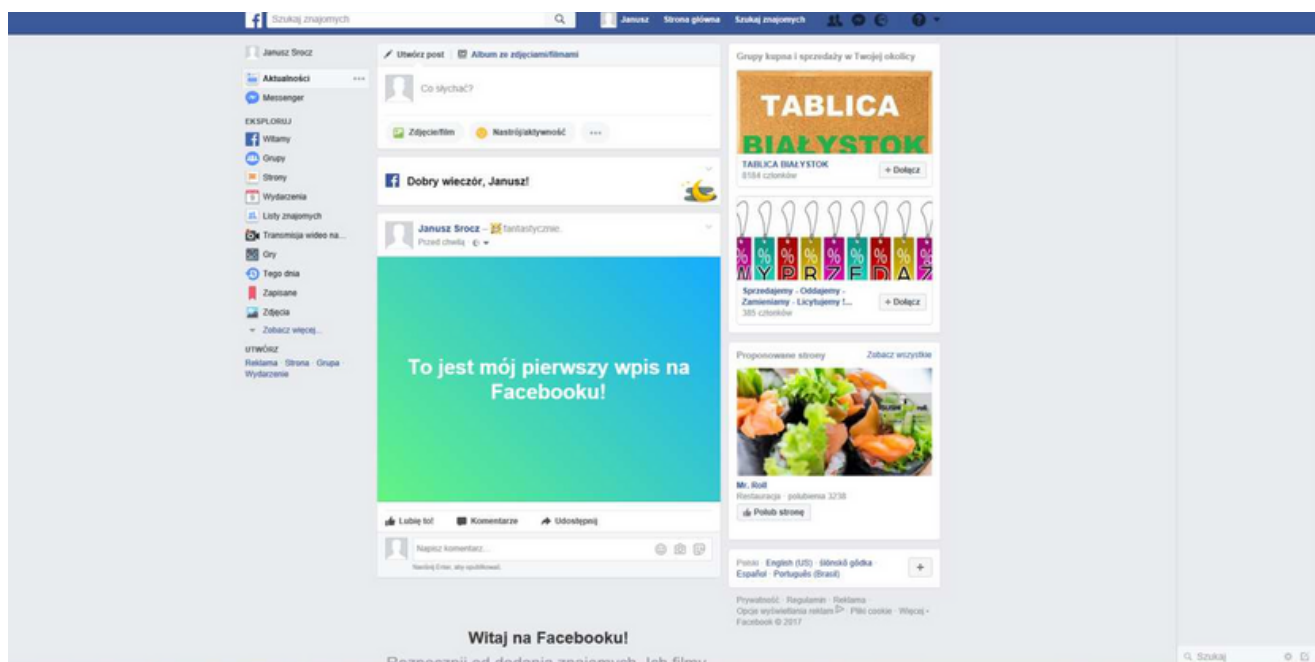 Szukaj znajomych
Janusz Strona główna Szukaj znajomych
Janusz Srocz
Aktualności
Messenger
EKSPLORUJ
Witamy
Grupy
Strony
Wydarzenia
Listy znajomych
Transmisja wideo na...
Gry
Tego dnia
Zapisane
Zdjęcia
Zobacz więcej...
UTWÓRZ
Reklama · Strona · Grupa ·
Wydarzenie
Utwórz post Album ze zdjęciami/filmami
Co słychać?
Zdjęcie/film Nastrój/aktywność
Dobry wieczór, Janusz!
Janusz Srocz – fantastycznie.
Przed chwilą
To jest mój pierwszy wpis na
Facebooku!
Lubię to! Komentarze Udostępnij
Napisz komentarz...
Naciśnij Enter, aby opublikować.
Witaj na Facebooku!
Rozpocznij od dodania znajomych. Ich filmy,
Grupy kupna i sprzedaży w Twojej okolicy
TABLICA
BIAŁYSTOK
TABLICA BIAŁYSTOK
8184 członków
+ Dołącz
% % % % % % % % %
WYPRZEDAŻ
Sprzedajemy - Oddajemy -
Zamieniamy - Licytujemy !...
385 członków
+ Dołącz
Proponowane strony Zobacz wszystkie
Mr. Roll
Restauracja · polubienia 3238
Polub stronę
Polski · English (US) · ślōnskŏ gŏdka ·
Español · Português (Brasil)
+
Prywatność · Regulamin · Reklama ·
Opcje wyświetlania reklam · Pliki cookie · Więcej
Facebook © 2017
Szukaj